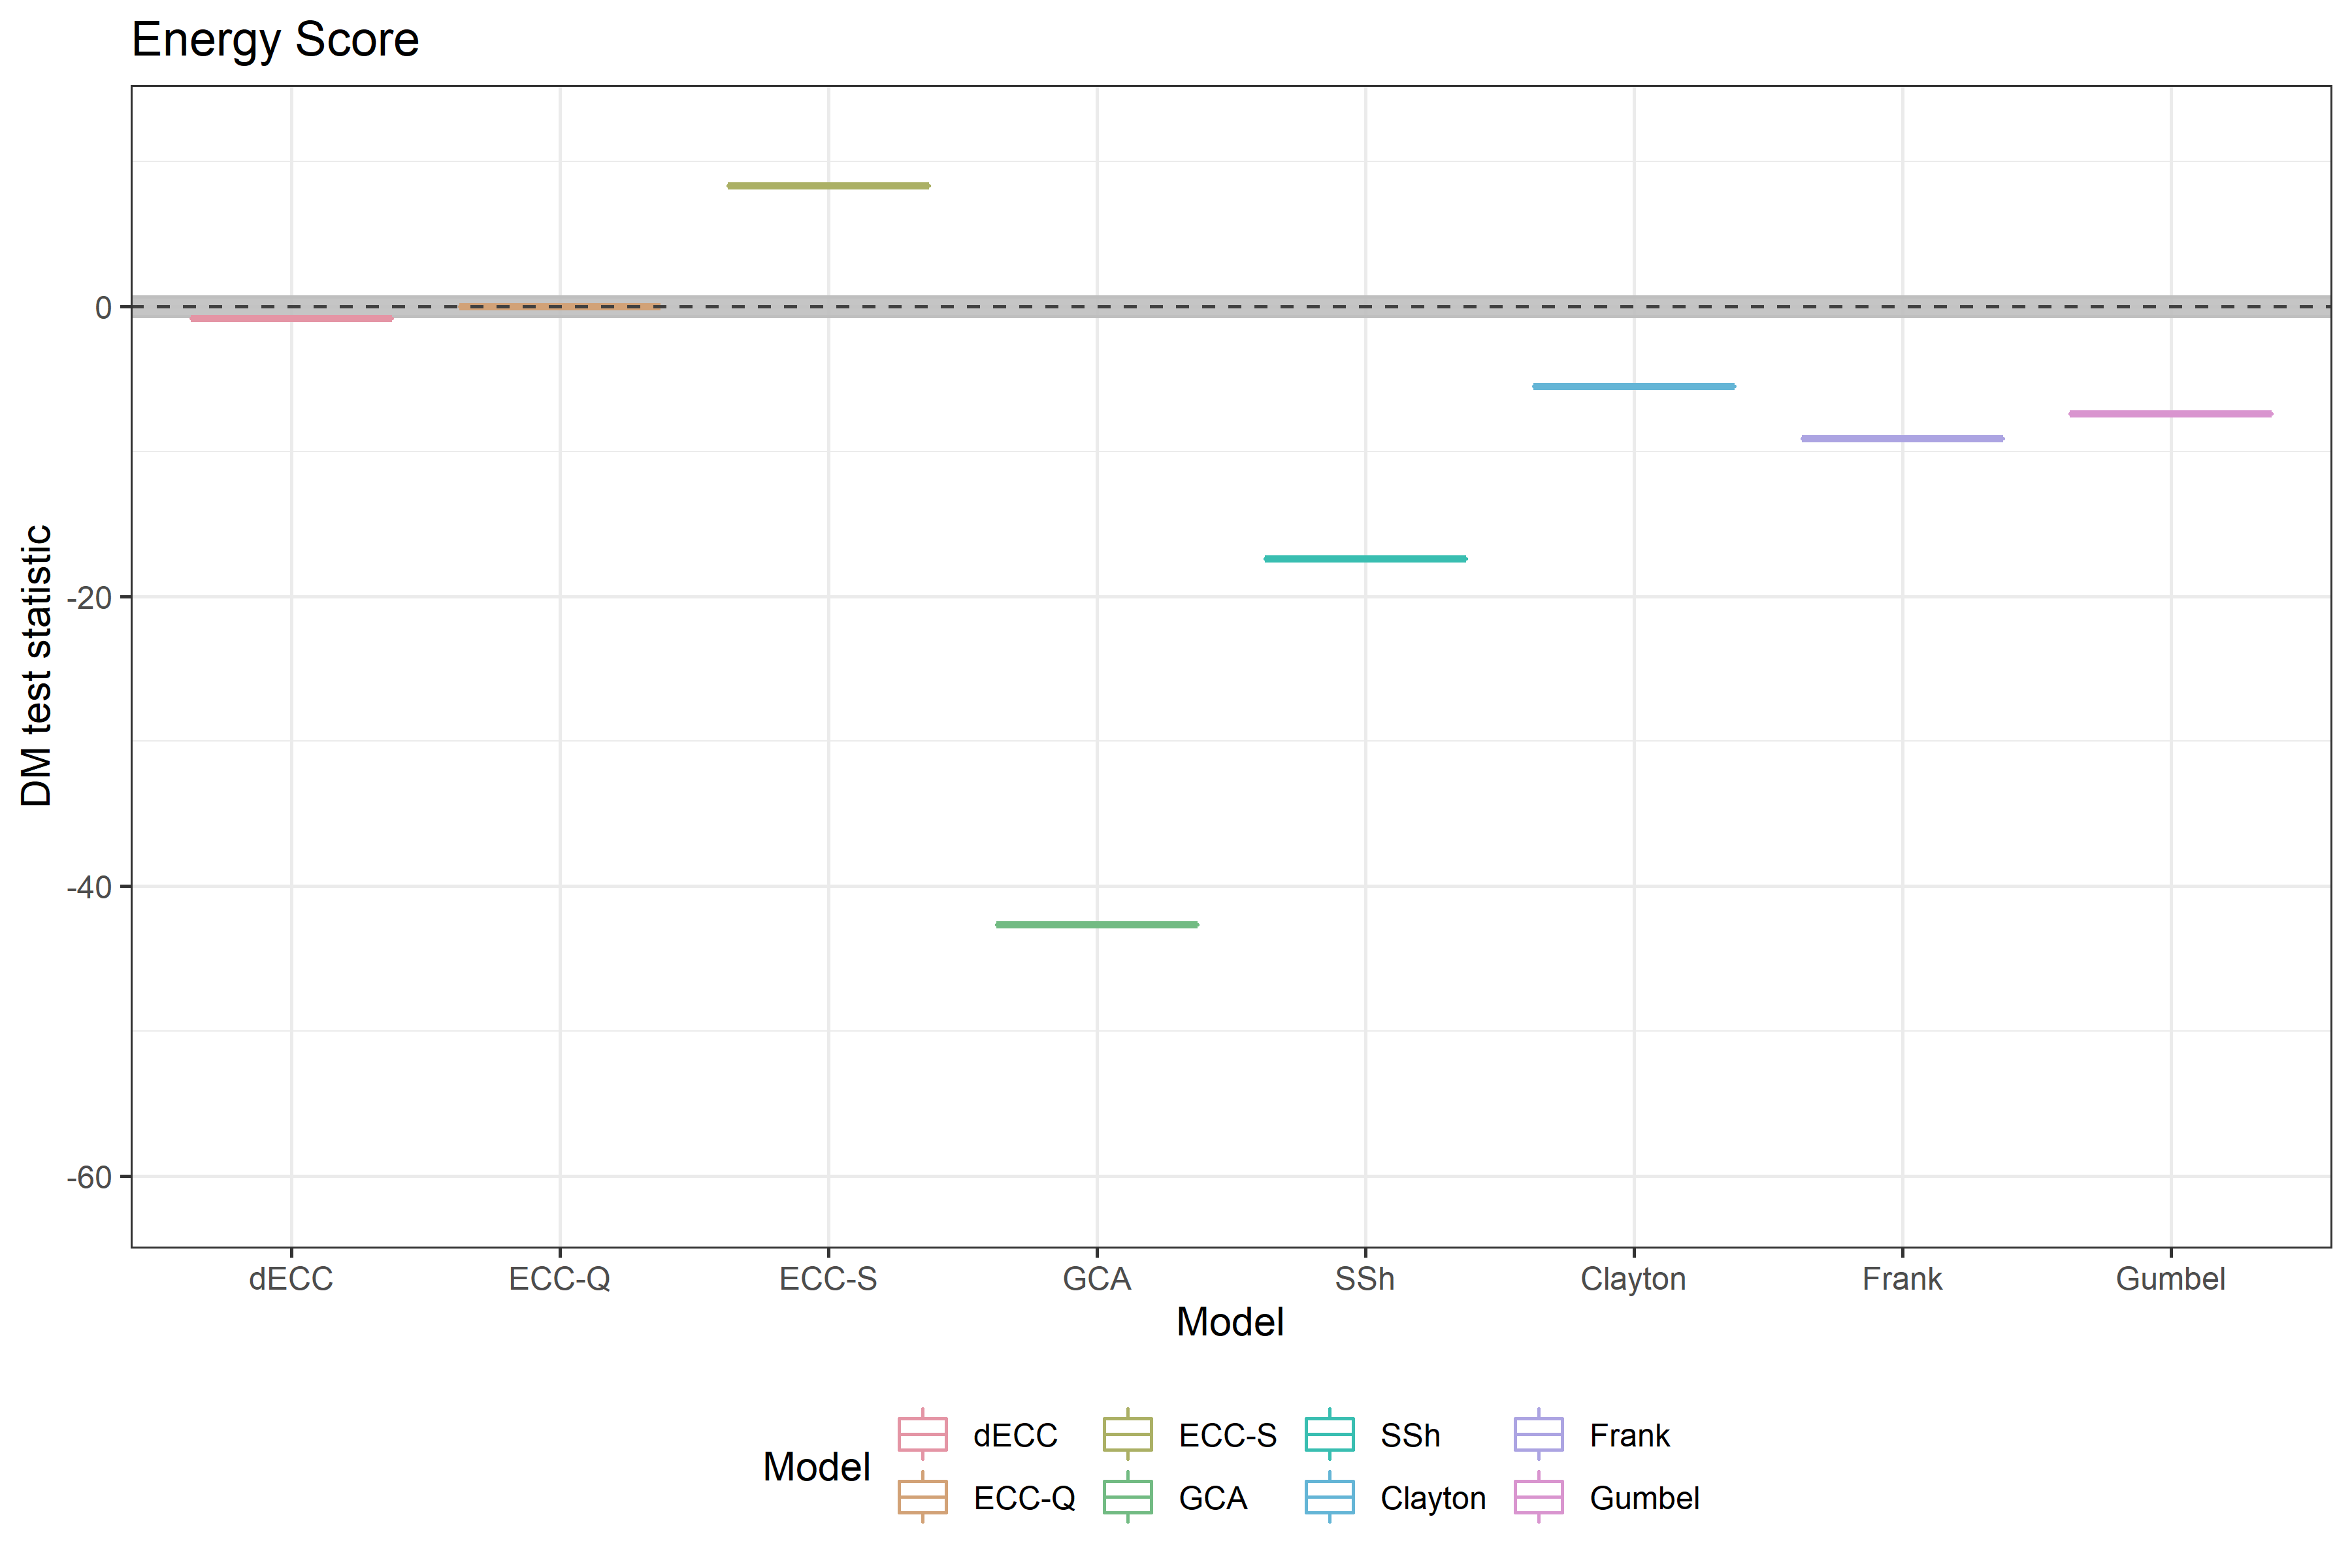 Energy Score
DM test statistic
0
-20
-40
-60
dECC ECC-Q ECC-S GCA SSh Clayton Frank Gumbel
Model
Model
dECC ECC-S SSh Frank
ECC-Q GCA Clayton Gumbel